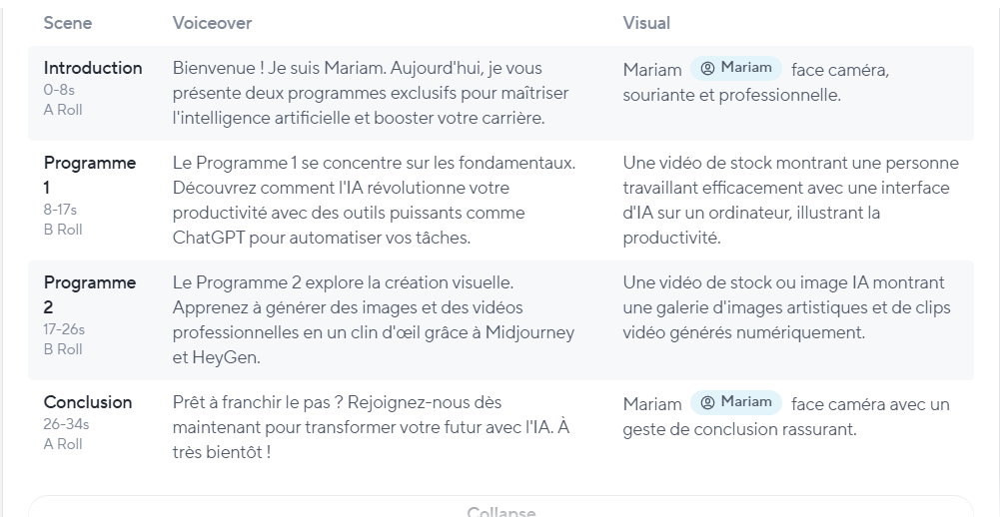 Scene Voiceover Visual
Introduction
0-8s
A Roll
Bienvenue ! Je suis Mariam. Aujourd'hui, je vous
présente deux programmes exclusifs pour maîtriser
l'intelligence artificielle et booster votre carrière.
Mariam Mariam face caméra,
souriante et professionnelle.
Programme
1
8-17s
B Roll
Le Programme 1 se concentre sur les fondamentaux.
Découvrez comment l'IA révolutionne votre
productivité avec des outils puissants comme
ChatGPT pour automatiser vos tâches.
Une vidéo de stock montrant une personne
travaillant efficacement avec une interface
d'IA sur un ordinateur, illustrant la
productivité.
Programme
2
17-26s
B Roll
Le Programme 2 explore la création visuelle.
Apprenez à générer des images et des vidéos
professionnelles en un clin d'œil grâce à Midjourney
et HeyGen.
Une vidéo de stock ou image IA montrant
une galerie d'images artistiques et de clips
vidéo générés numériquement.
Conclusion
26-34s
A Roll
Prêt à franchir le pas ? Rejoignez-nous dès
maintenant pour transformer votre futur avec l'IA. À
très bientôt !
Mariam Mariam face caméra avec un
geste de conclusion rassurant.
Collapse